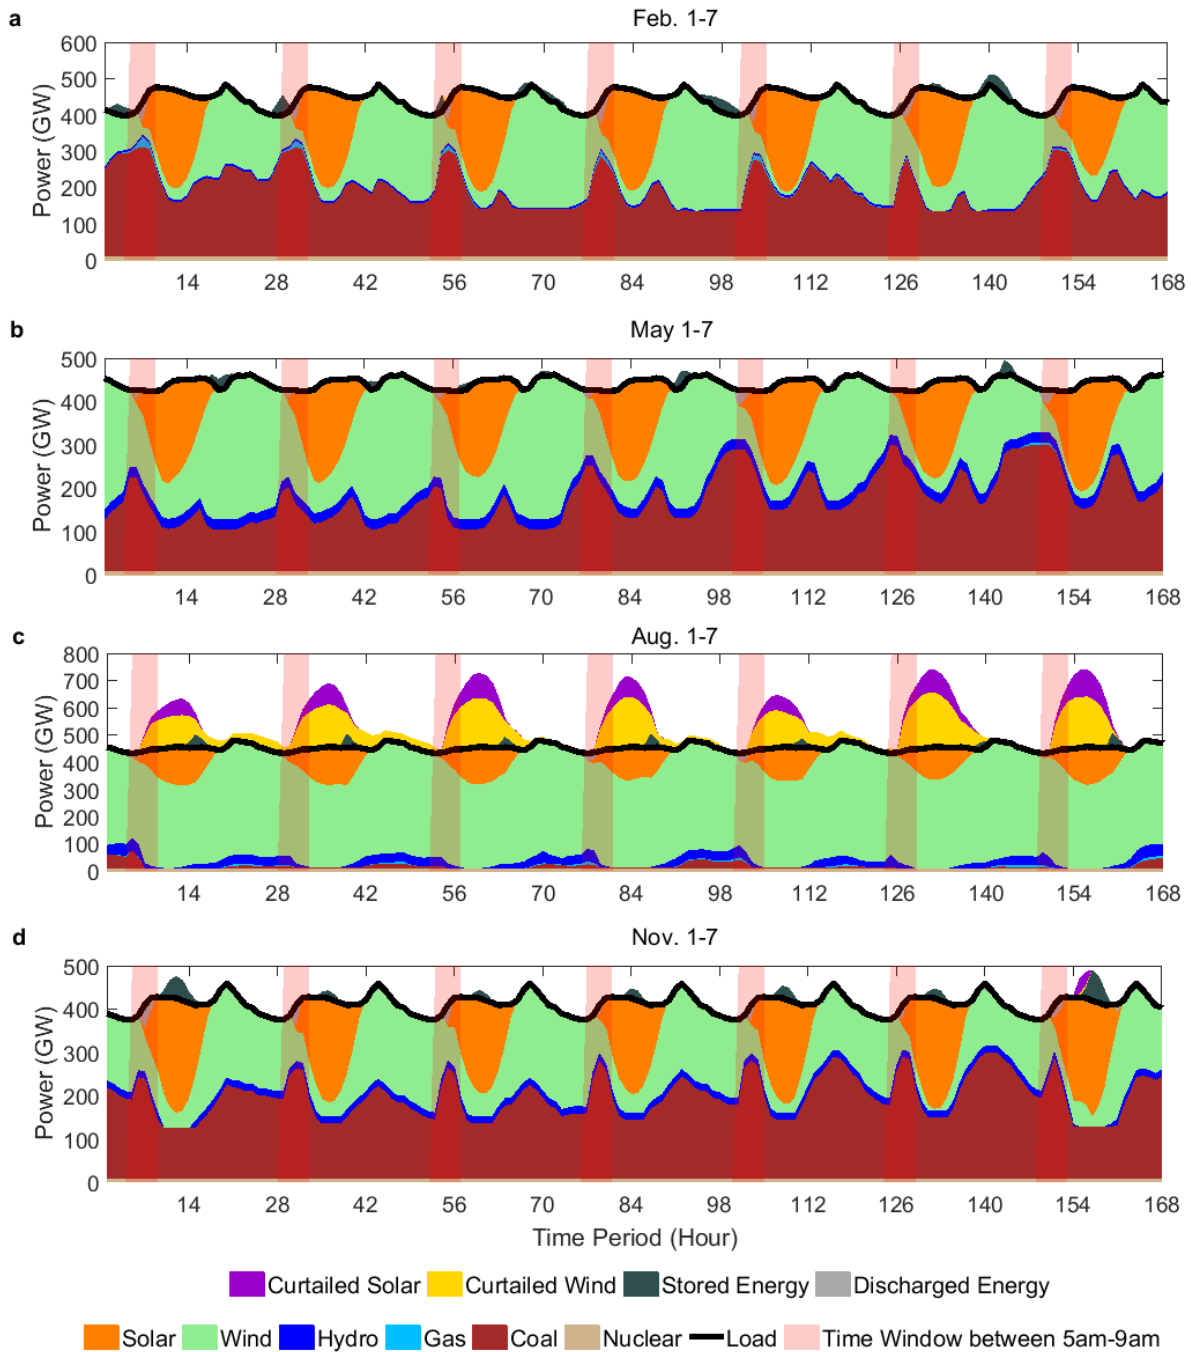 a
Feb. 1-7
600
500
400
300
200
100
0
Power (GW)
14 28 42 56 70 84 98 112 126 140 154 168
b
May 1-7
500
400
300
200
100
0
Power (GW)
14 28 42 56 70 84 98 112 126 140 154 168
c
Aug. 1-7
800
700
600
500
400
300
200
100
0
Power (GW)
14 28 42 56 70 84 98 112 126 140 154 168
d
Nov. 1-7
500
400
300
200
100
0
Power (GW)
14 28 42 56 70 84 98 112 126 140 154 168
Time Period (Hour)
Curtailed Solar Curtailed Wind Stored Energy Discharged Energy
Solar Wind Hydro Gas Coal Nuclear Load Time Window between 5am-9am